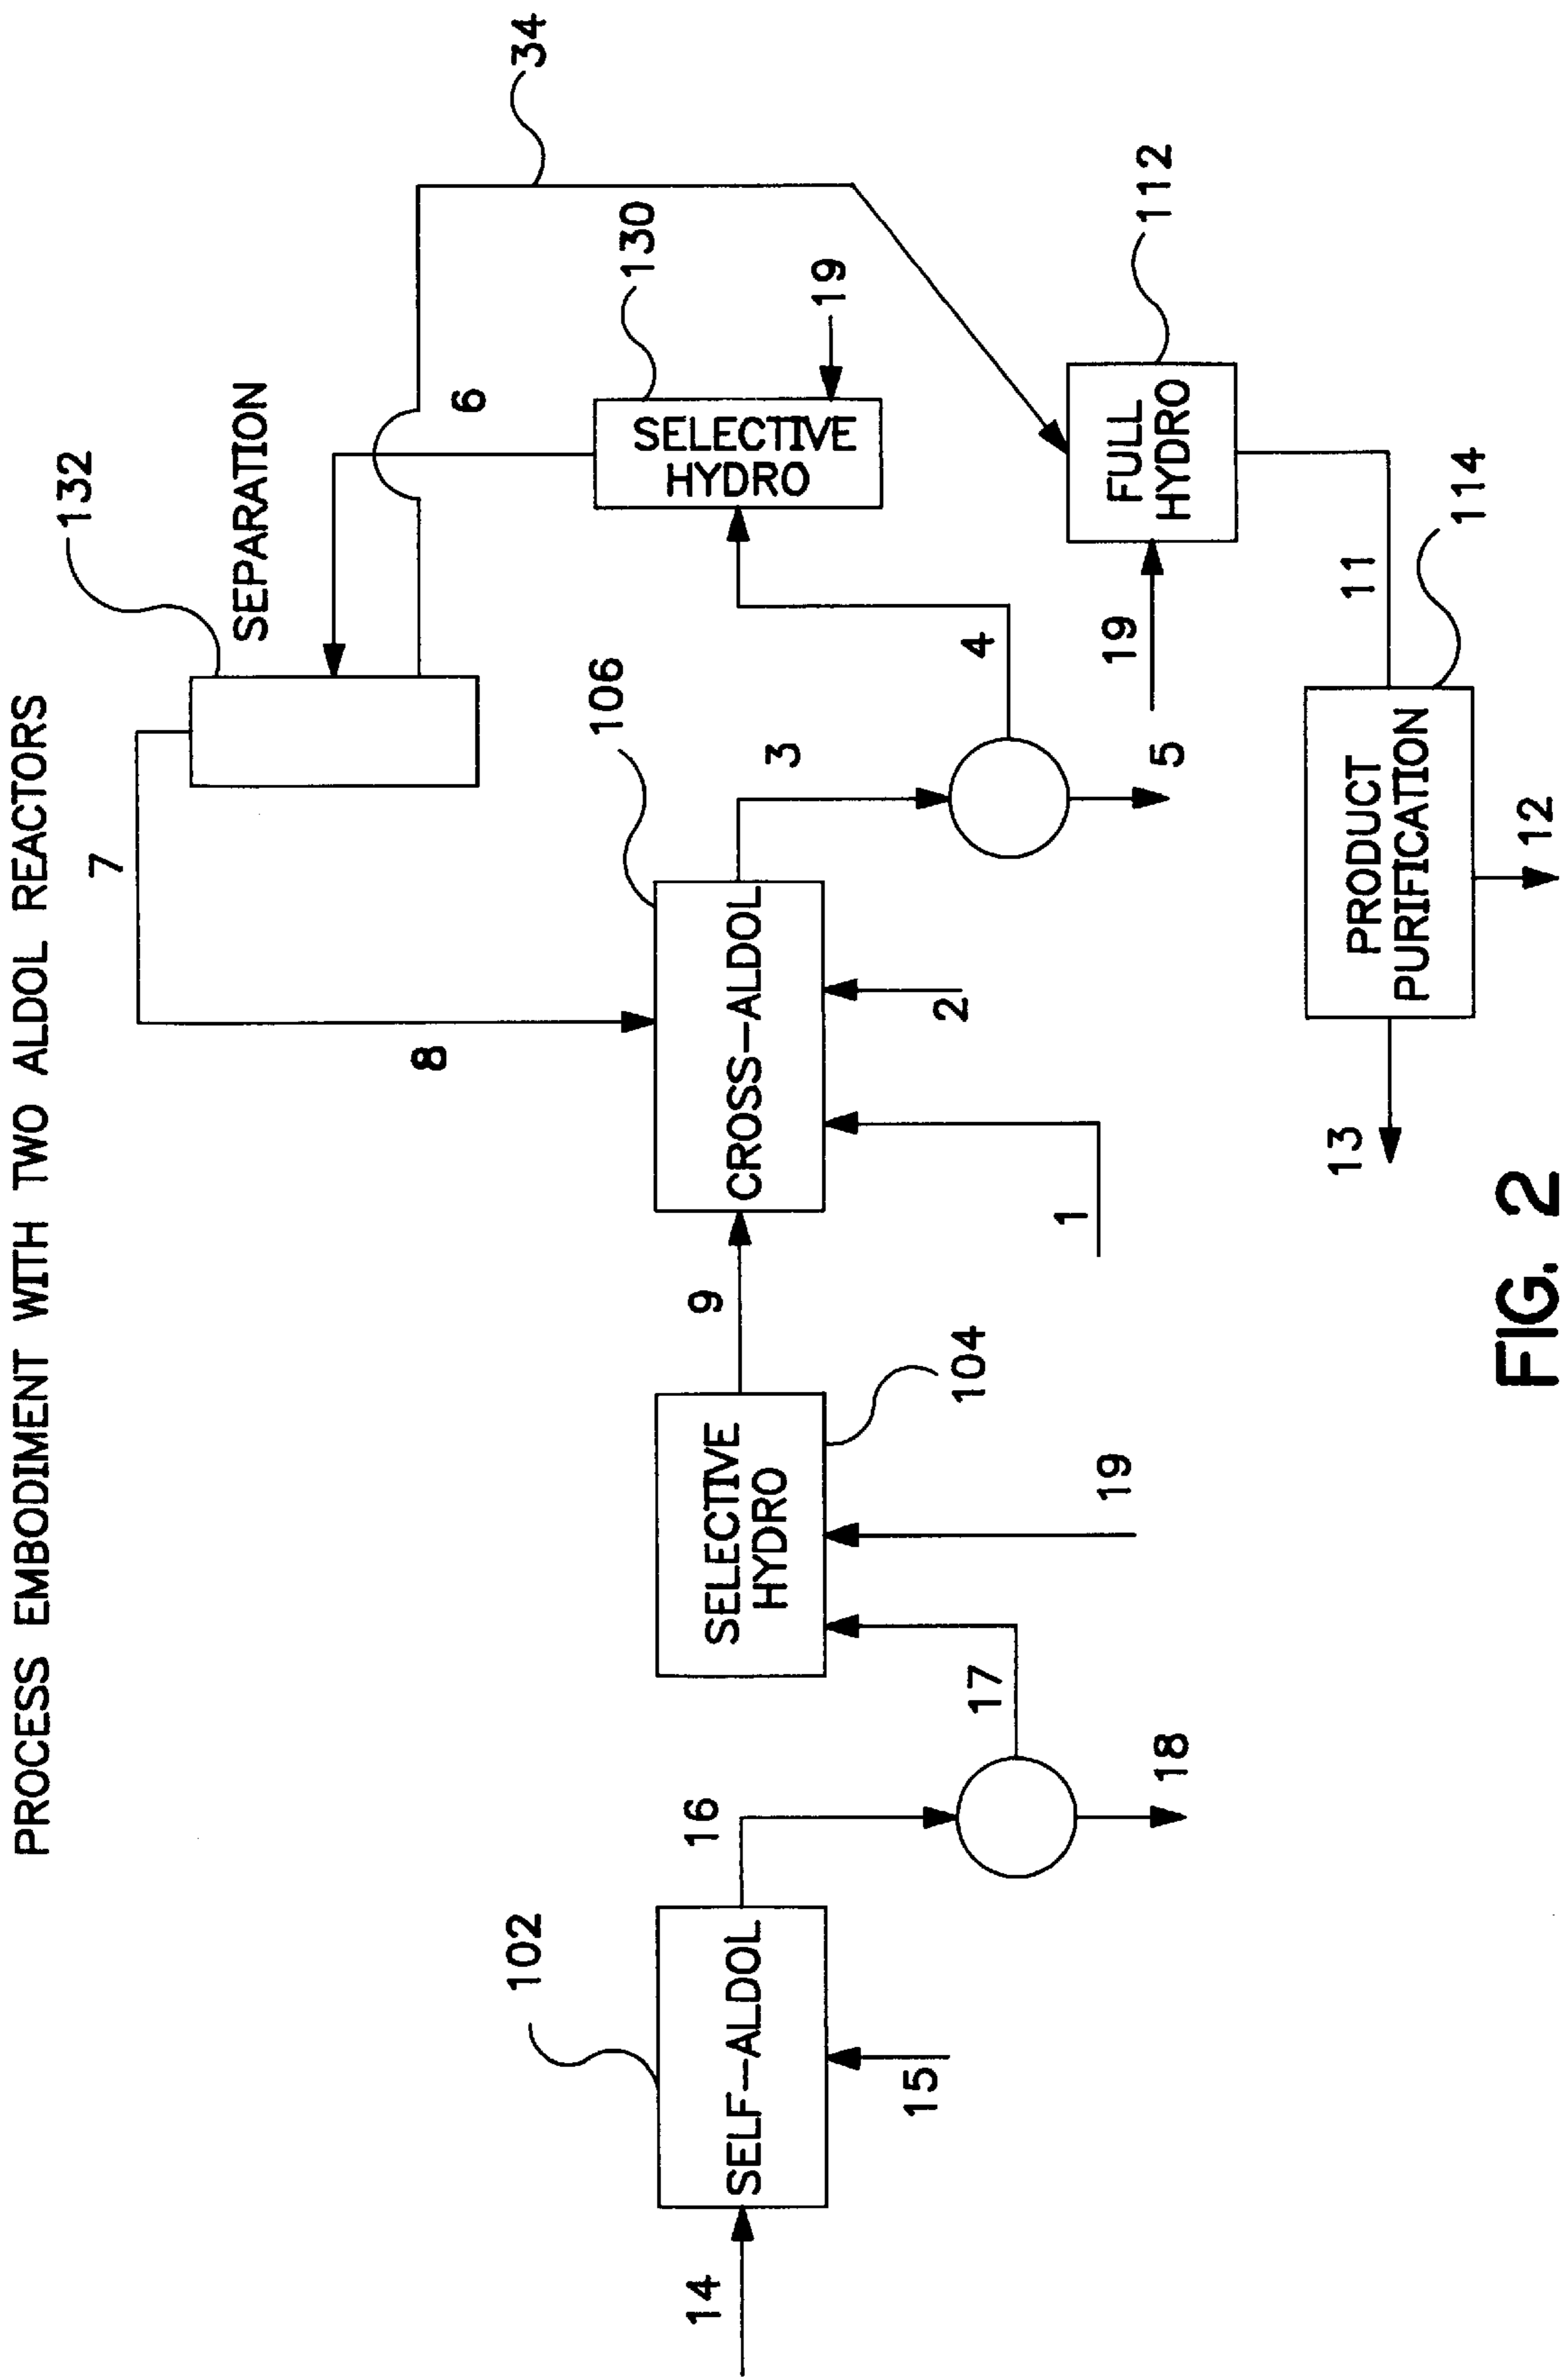 PROCESS EMBODIMENT WITH TWO ALDOL REACTORS
7
132
SEPARATION
6
34
8
106
130
SELECTIVE
HYDRO
19
102
14
SELF-ALDOL
15
16
17
18
SELECTIVE
HYDRO
104
19
9
CROSS-ALDOL
1
2
3
4
5
19
FULL
HYDRO
112
11
114
PRODUCT
PURIFICATION
13
12
FIG. 2